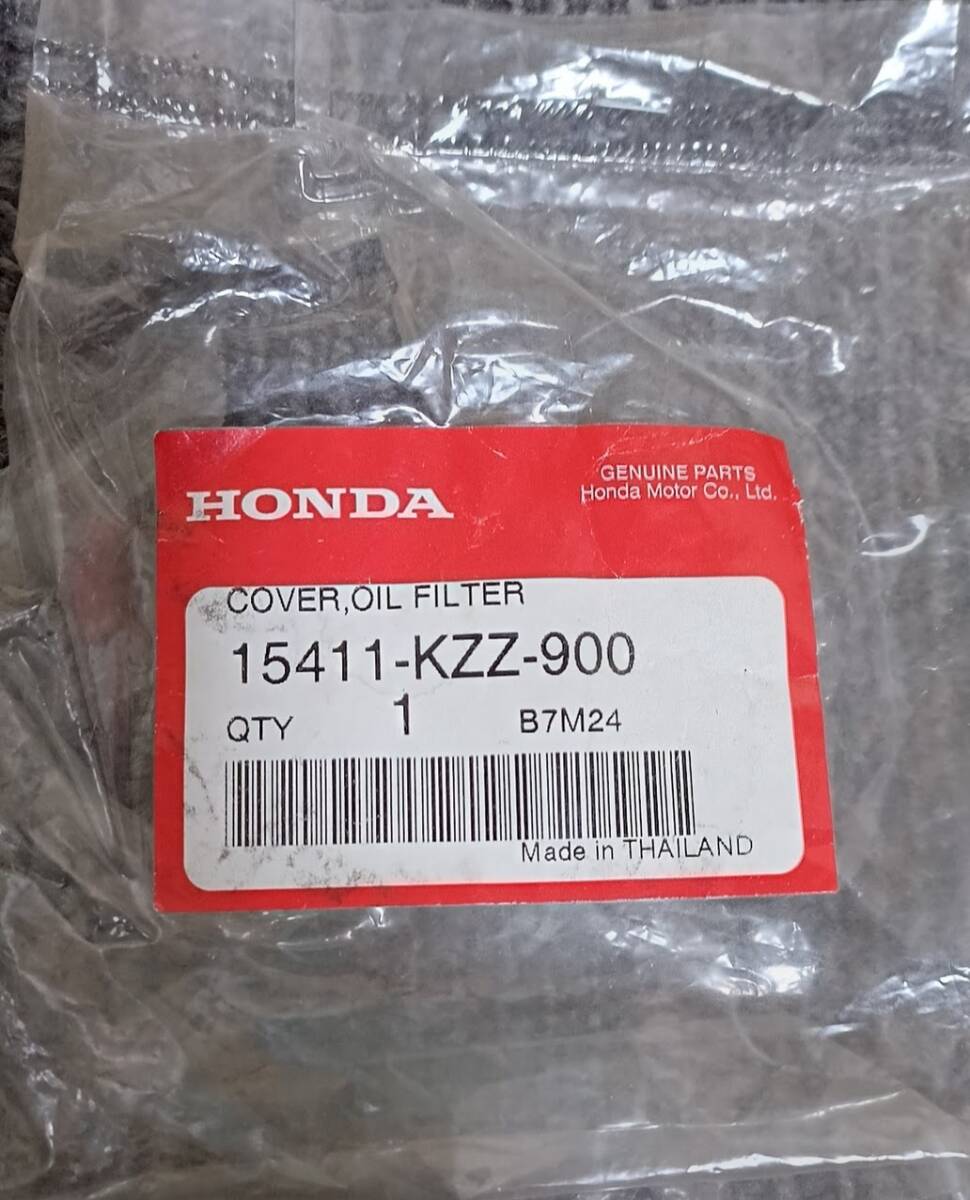 HONDA
GENUINE PARTS
Honda Motor Co., Ltd.
COVER,OIL FILTER
15411-KZZ-900
QTY 1 B7M24
Made in THAILAND